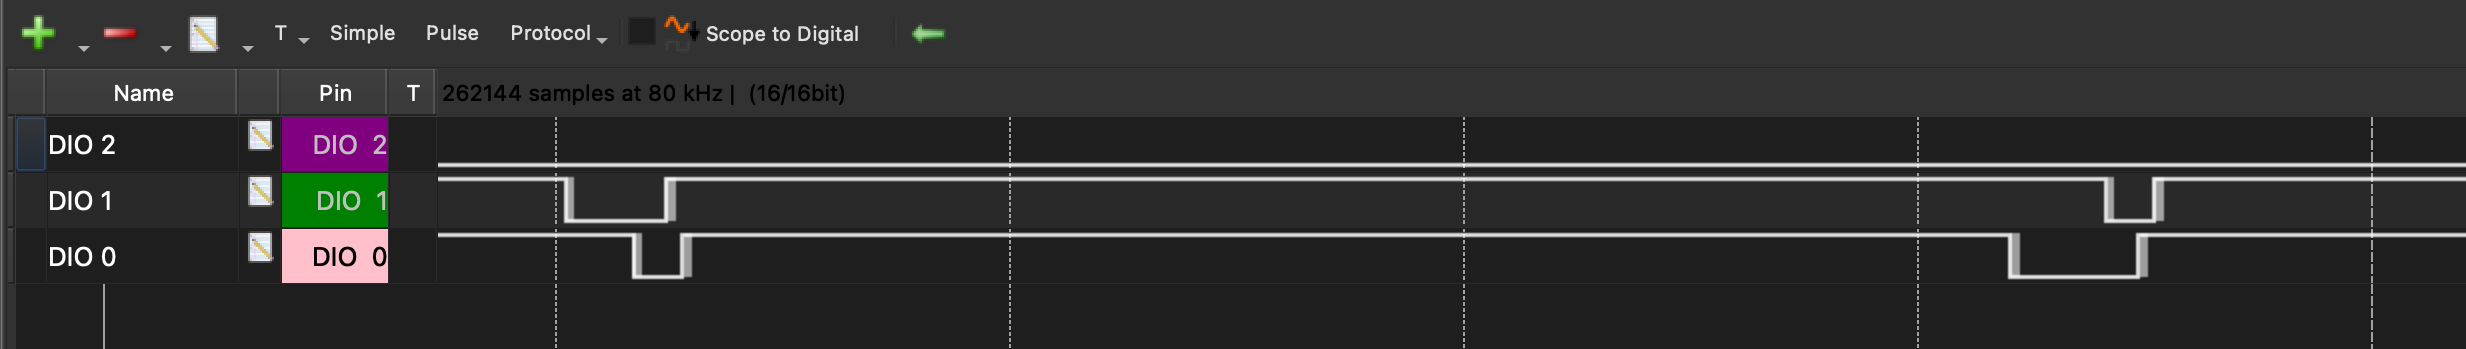 T Simple Pulse Protocol Scope to Digital
Name Pin T 262144 samples at 80 kHz | (16/16bit)
DIO 2 DIO 2
DIO 1 DIO 1
DIO 0 DIO 0